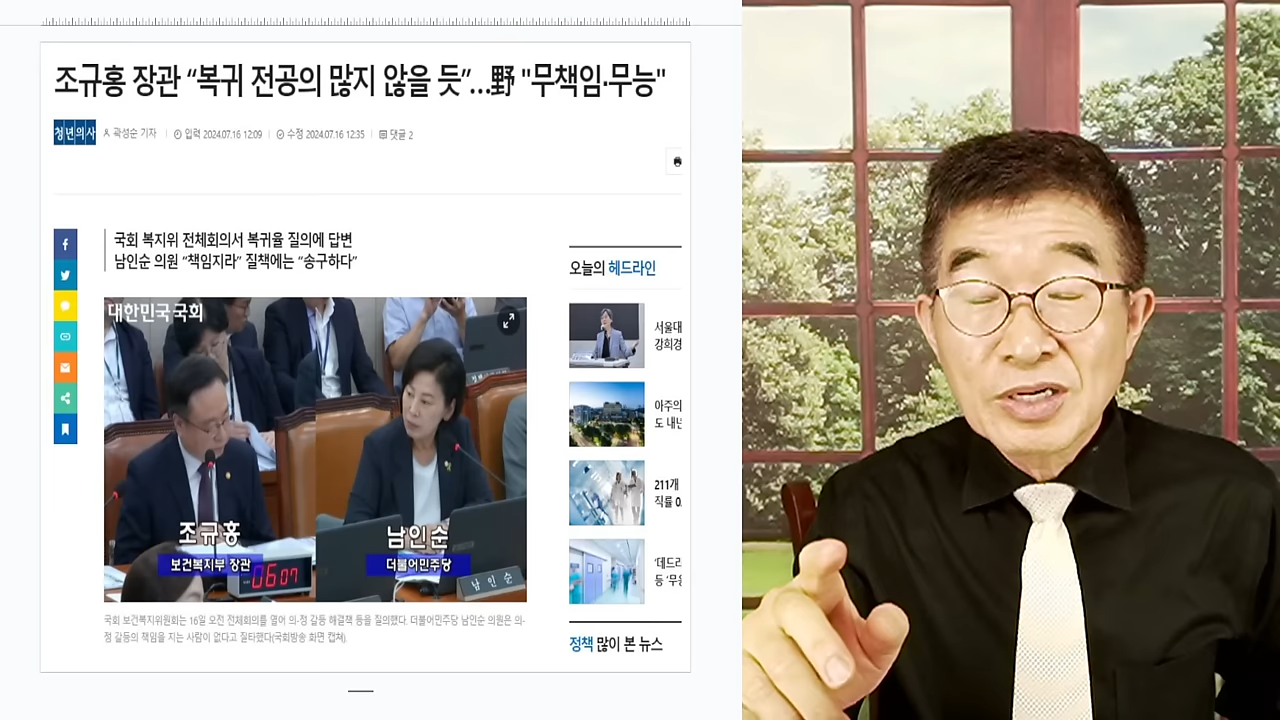 조규홍 장관 “복귀 전공의 많지 않을 듯”…野 "무책임·무능"
청년의사 곽성순 기자 입력 2024.07.16 12:09 수정 2024.07.16 12:35 댓글 2
국회 복지위 전체회의서 복귀율 질의에 답변
남인순 의원 “책임지라” 질책에는 “송구하다”
오늘의 헤드라인
대한민국국회
서울대
강희경
아주의
도 내년
211개
직률 0.
'데드라
등 ‘무응
조규홍
보건복지부 장관
06 07
남인순
더불어민주당
남인순
국회 보건복지위원회는 16일 오전 전체회의를 열어 의-정 갈등 해결책 등을 질의했다. 더불어민주당 남인순 의원은 의-
정 갈등의 책임을 지는 사람이 없다고 질타했다(국회방송 화면 캡쳐).
정책 많이 본 뉴스